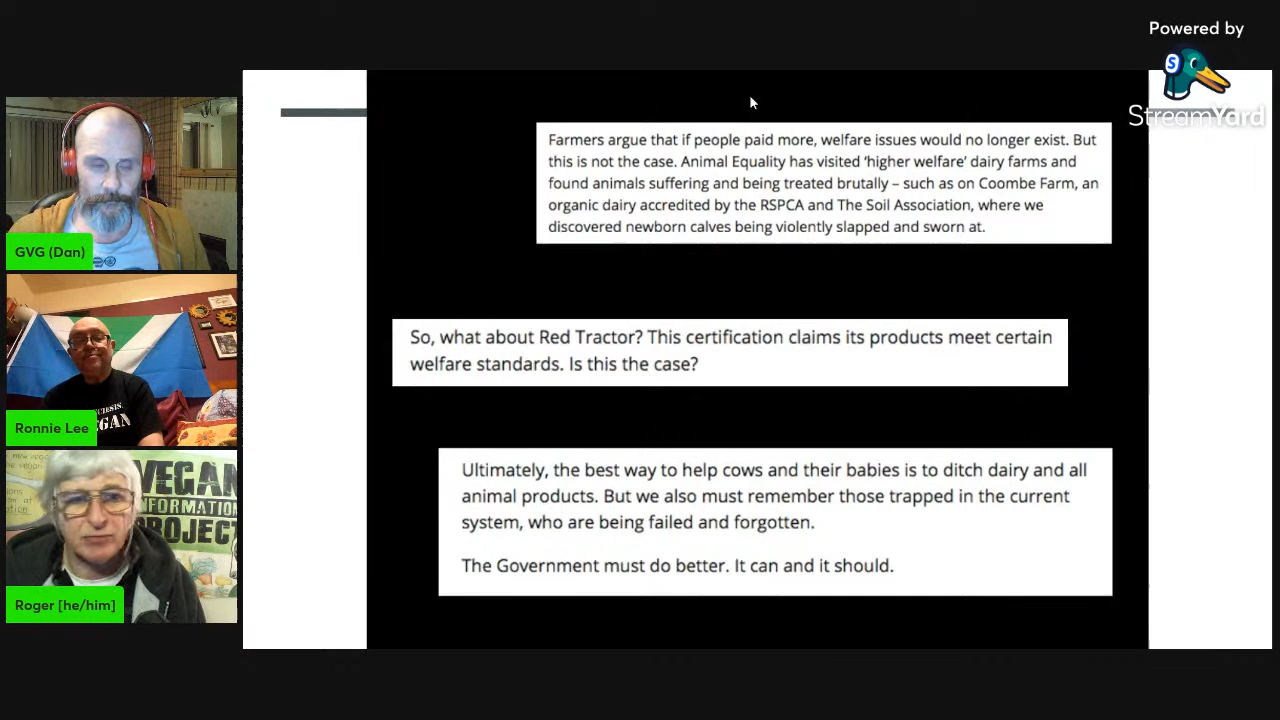 Powered by
StreamYard
Farmers argue that if people paid more, welfare issues would no longer exist. But
this is not the case. Animal Equality has visited ‘higher welfare’ dairy farms and
found animals suffering and being treated brutally – such as on Coombe Farm, an
organic dairy accredited by the RSPCA and The Soil Association, where we
discovered newborn calves being violently slapped and sworn at.
So, what about Red Tractor? This certification claims its products meet certain
welfare standards. Is this the case?
Ultimately, the best way to help cows and their babies is to ditch dairy and all
animal products. But we also must remember those trapped in the current
system, who are being failed and forgotten.
The Government must do better. It can and it should.
GVG (Dan)
Ronnie Lee
VEGAN
INFORMATION
PROJECT
Roger [he/him]